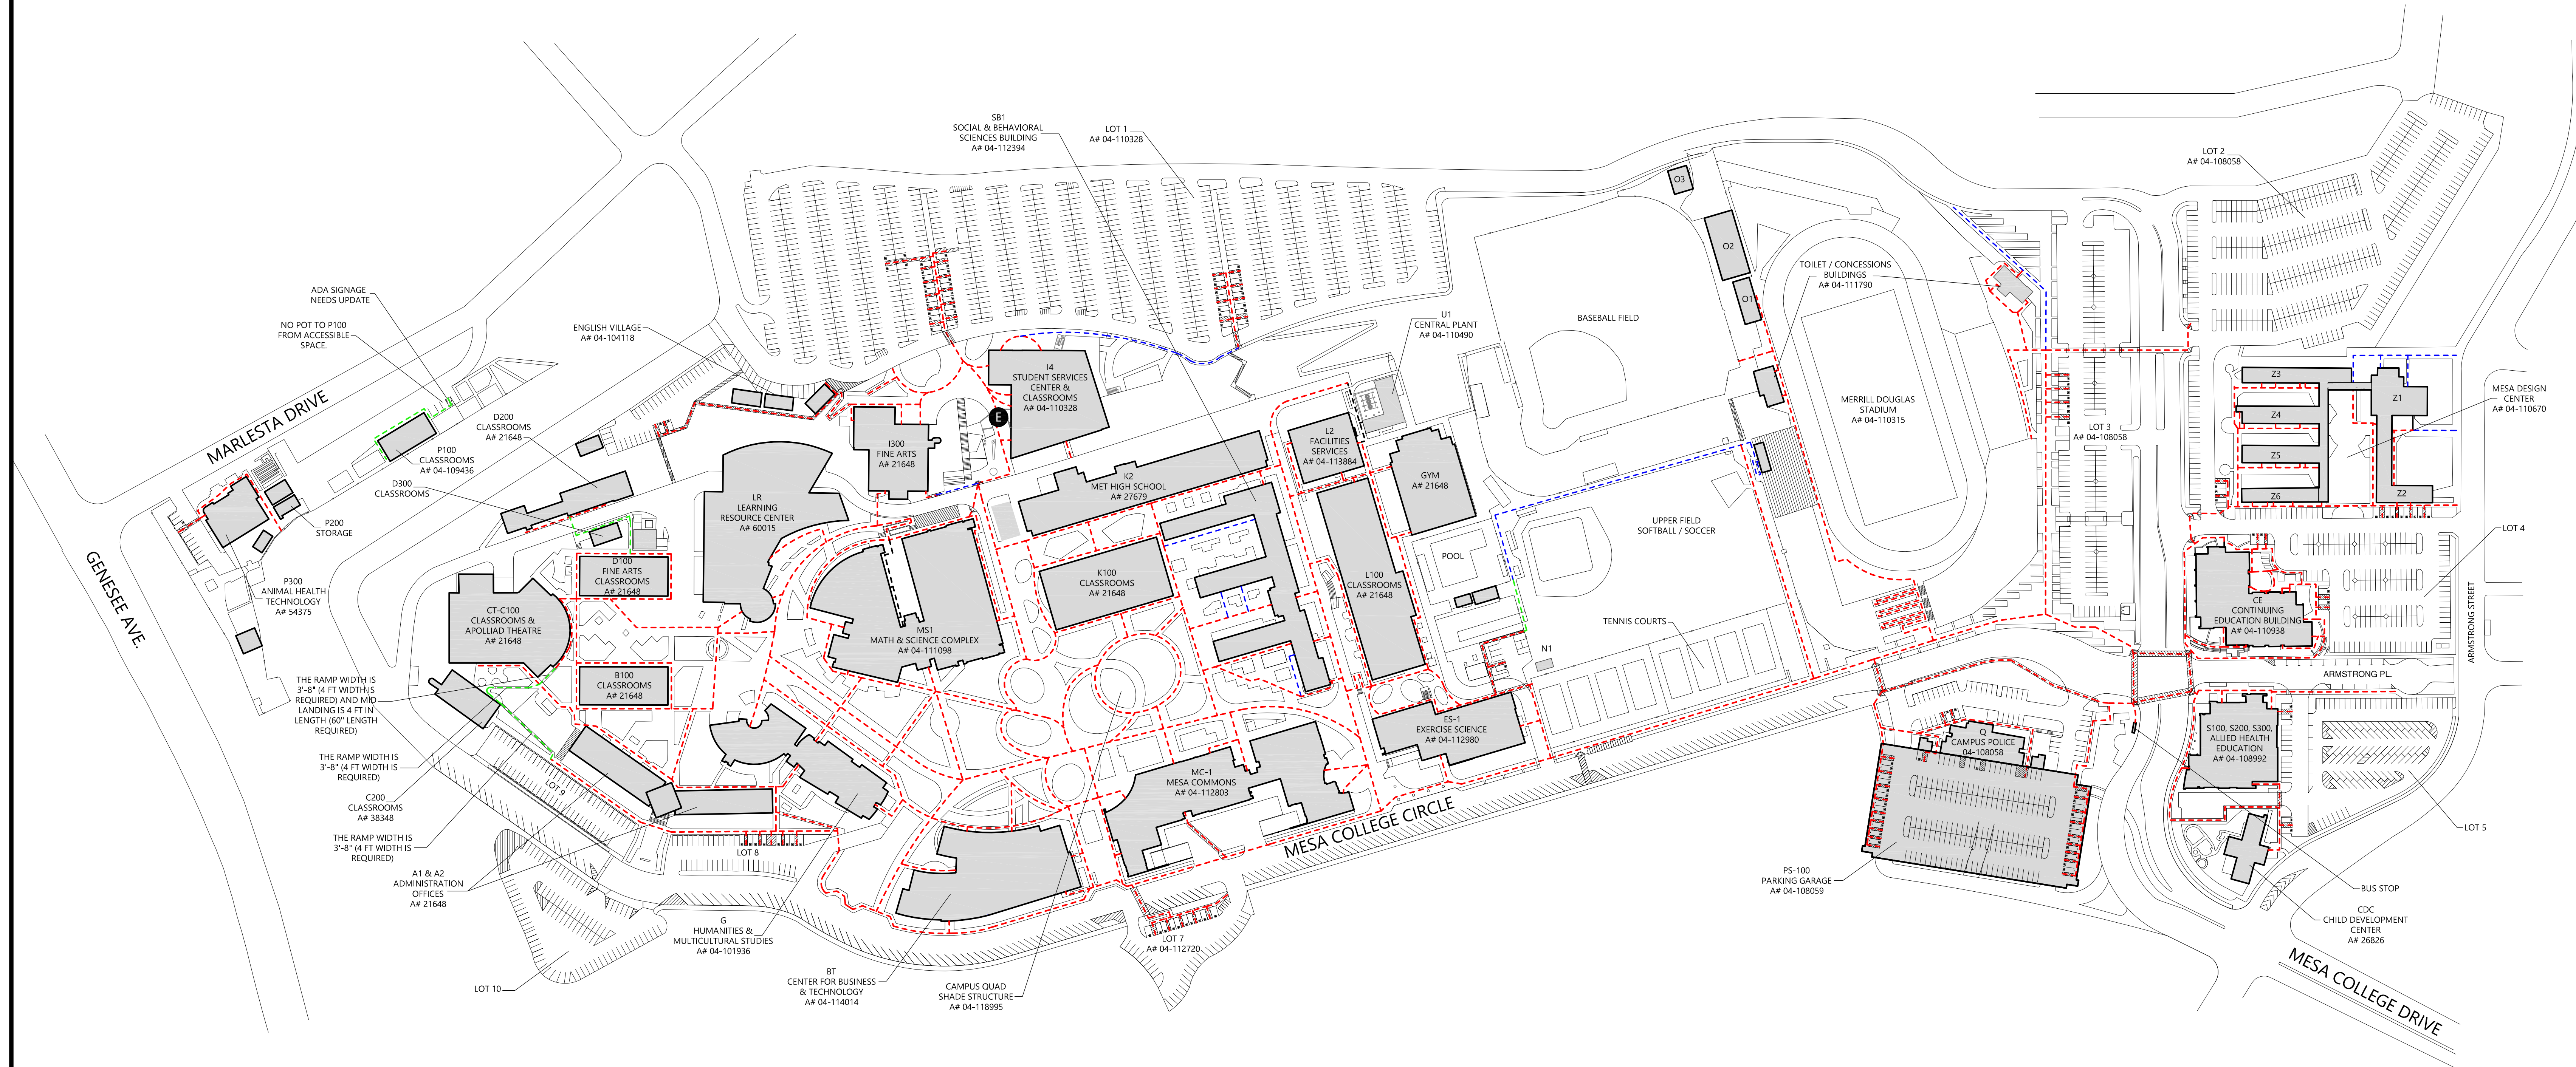 SB1
SOCIAL & BEHAVIORAL
SCIENCES BUILDING
A# 04-112394
LOT 1
A# 04-110328
LOT 2
A# 04-108058
O3
O2
O1
TOILET / CONCESSIONS
BUILDINGS
A# 04-111790
ADA SIGNAGE
NEEDS UPDATE
NO POT TO P100
FROM ACCESSIBLE
SPACE.
ENGLISH VILLAGE
A# 04-104118
U1
CENTRAL PLANT
A# 04-110490
BASEBALL FIELD
MARLESTA DRIVE
D200
CLASSROOMS
A# 21648
P100
CLASSROOMS
A# 04-109436
I4
STUDENT SERVICES
CENTER &
CLASSROOMS
A# 04-110328
E
I300
FINE ARTS
A# 21648
L2
FACILITIES
SERVICES
A# 04-113884
GYM
A# 21648
MERRILL DOUGLAS
STADIUM
A# 04-110315
LOT 3
A# 04-108058
Z3
Z1
Z4
Z5
Z6
Z2
MESA DESIGN
CENTER
A# 04-110670
D300
CLASSROOMS
LR
LEARNING
RESOURCE CENTER
A# 60015
K2
MET HIGH SCHOOL
A# 27679
P200
STORAGE
UPPER FIELD
SOFTBALL / SOCCER
LOT 4
GENESEE AVE.
P300
ANIMAL HEALTH
TECHNOLOGY
A# 54375
D100
FINE ARTS
CLASSROOMS
A# 21648
POOL
K100
CLASSROOMS
A# 21648
L100
CLASSROOMS
A# 21648
CT-C100
CLASSROOMS &
APOLLIAD THEATRE
A# 21648
MS1
MATH & SCIENCE COMPLEX
A# 04-111098
TENNIS COURTS
N1
CE
CONTINUING
EDUCATION BUILDING
A# 04-110938
ARMSTRONG STREET
ARMSTRONG PL.
B100
CLASSROOMS
A# 21648
THE RAMP WIDTH IS
3'-8" (4 FT WIDTH IS
REQUIRED) AND MID
LANDING IS 4 FT IN
LENGTH (60" LENGTH
REQUIRED)
ES-1
EXERCISE SCIENCE
A# 04-112980
Q
CAMPUS POLICE
04-108058
S100, S200, S300,
ALLIED HEALTH
EDUCATION
A# 04-108992
THE RAMP WIDTH IS
3'-8" (4 FT WIDTH IS
REQUIRED)
LOT 9
MC-1
MESA COMMONS
A# 04-112803
C200
CLASSROOMS
A# 38348
MESA COLLEGE CIRCLE
LOT 5
THE RAMP WIDTH IS
3'-8" (4 FT WIDTH IS
REQUIRED)
LOT 8
A1 & A2
ADMINISTRATION
OFFICES
A# 21648
PS-100
PARKING GARAGE
A# 04-108059
BUS STOP
CDC
CHILD DEVELOPMENT
CENTER
A# 26826
G
HUMANITIES &
MULTICULTURAL STUDIES
A# 04-101936
LOT 7
A# 04-112720
LOT 10
BT
CENTER FOR BUSINESS
& TECHNOLOGY
A# 04-114014
CAMPUS QUAD
SHADE STRUCTURE
A# 04-118995
MESA COLLEGE DRIVE